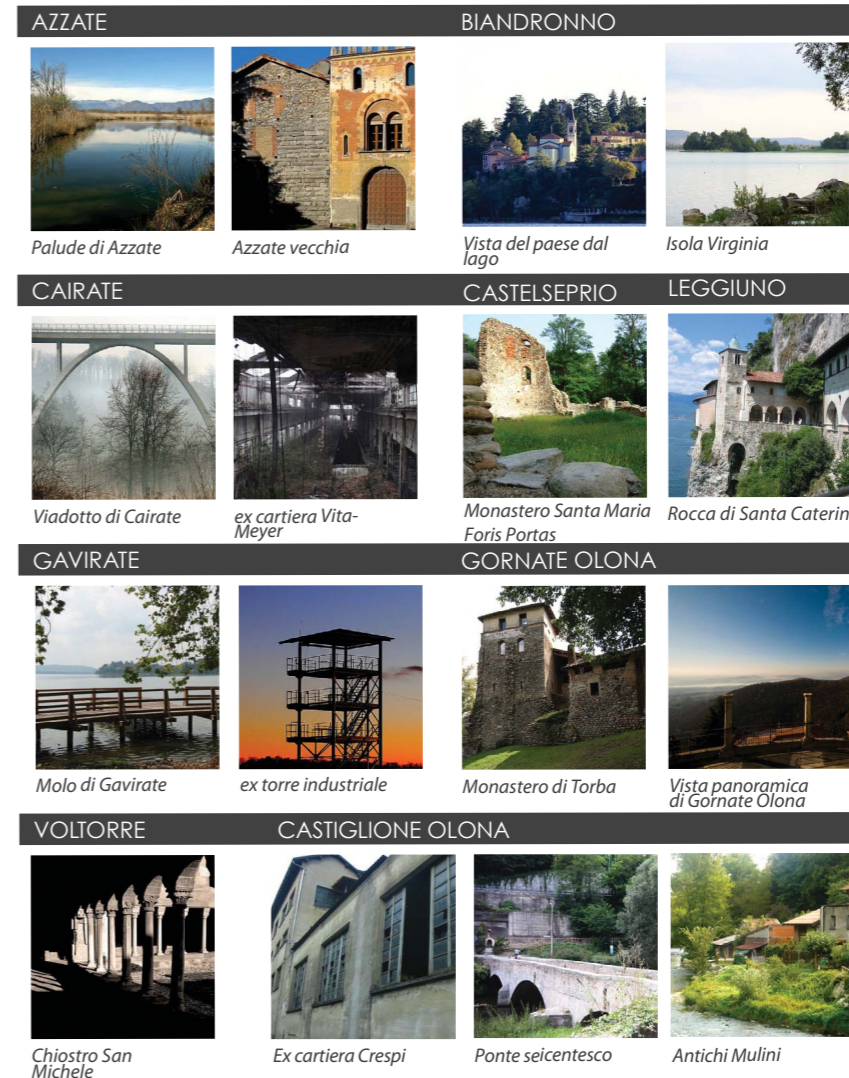 AZZATE
BIANDRONNO
Palude di Azzate
Azzate vecchia
Vista del paese dal
lago
Isola Virginia
CAIRATE
CASTELSEPRIO
LEGGIUNO
Viadotto di Cairate
ex cartiera Vita-
Meyer
Monastero Santa Maria
Foris Portas
Rocca di Santa Caterin
GAVIRATE
GORNATE OLONA
Molo di Gavirate
ex torre industriale
Monastero di Torba
Vista panoramica
di Gornate Olona
VOLTORRE
CASTIGLIONE OLONA
Chiostro San
Michele
Ex cartiera Crespi
Ponte seicentesco
Antichi Mulini